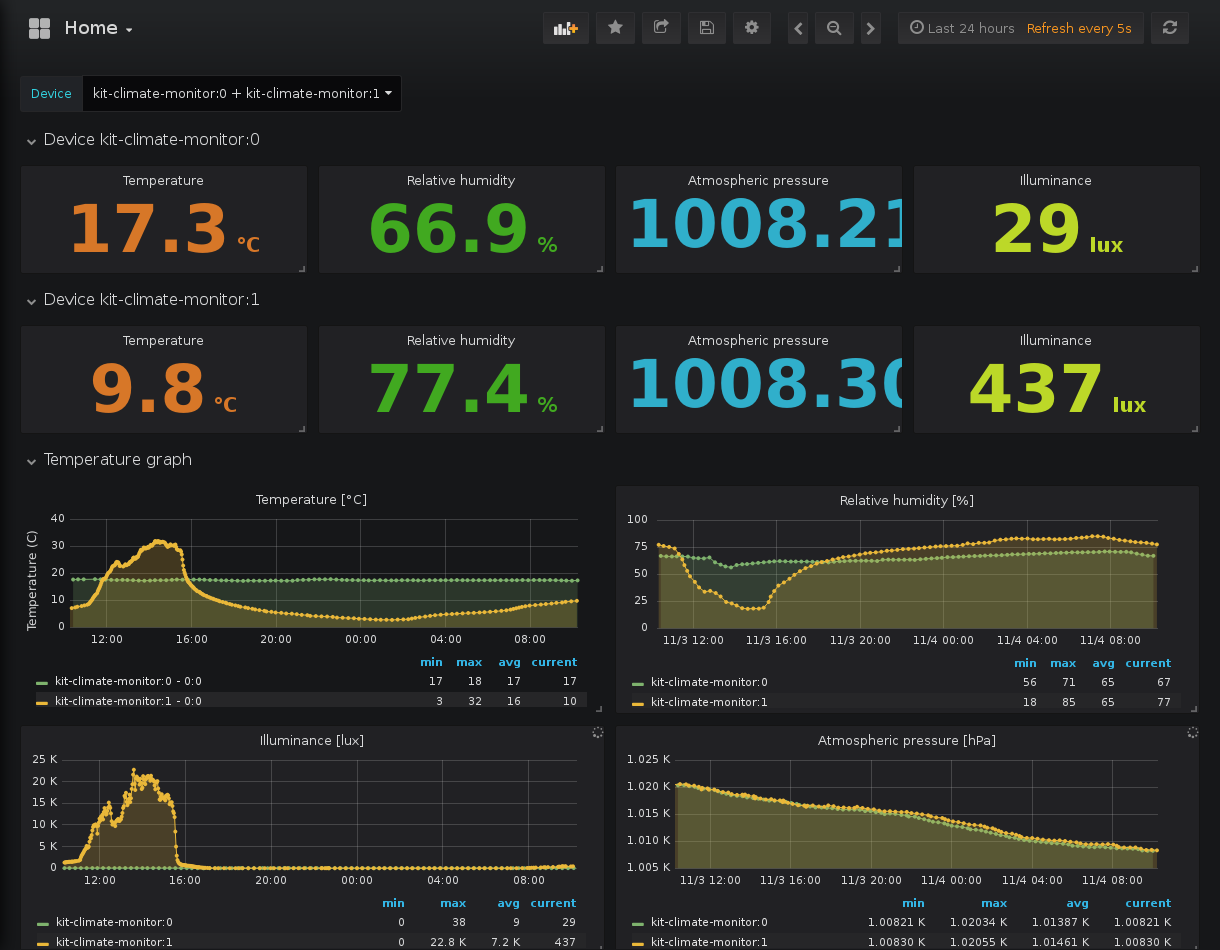 Home
Last 24 hours Refresh every 5s
Device kit-climate-monitor:0 + kit-climate-monitor:1
Device kit-climate-monitor:0
Temperature Relative humidity Atmospheric pressure Illuminance
17.3 °C 66.9 % 1008.21 29 lux
Device kit-climate-monitor:1
Temperature Relative humidity Atmospheric pressure Illuminance
9.8 °C 77.4 % 1008.30 437 lux
Temperature graph
Temperature [°C]
Temperature (C)
40
30
20
10
0
12:00 16:00 20:00 00:00 04:00 08:00
min max avg current
kit-climate-monitor:0 - 0:0 17 18 17 17
kit-climate-monitor:1 - 0:0 3 32 16 10
Relative humidity [%]
100
75
50
25
0
11/3 12:00 11/3 16:00 11/3 20:00 11/4 00:00 11/4 04:00 11/4 08:00
min max avg current
kit-climate-monitor:0 56 71 65 67
kit-climate-monitor:1 18 85 65 77
Illuminance [lux]
25 K
20 K
15 K
10 K
5 K
0
12:00 16:00 20:00 00:00 04:00 08:00
min max avg current
kit-climate-monitor:0 0 38 9 29
kit-climate-monitor:1 0 22.8 K 7.2 K 437
Atmospheric pressure [hPa]
1.025 K
1.020 K
1.015 K
1.010 K
1.005 K
11/3 12:00 11/3 16:00 11/3 20:00 11/4 00:00 11/4 04:00 11/4 08:00
min max avg current
kit-climate-monitor:0 1.00821 K 1.02034 K 1.01387 K 1.00821 K
kit-climate-monitor:1 1.00830 K 1.02055 K 1.01461 K 1.00830 K